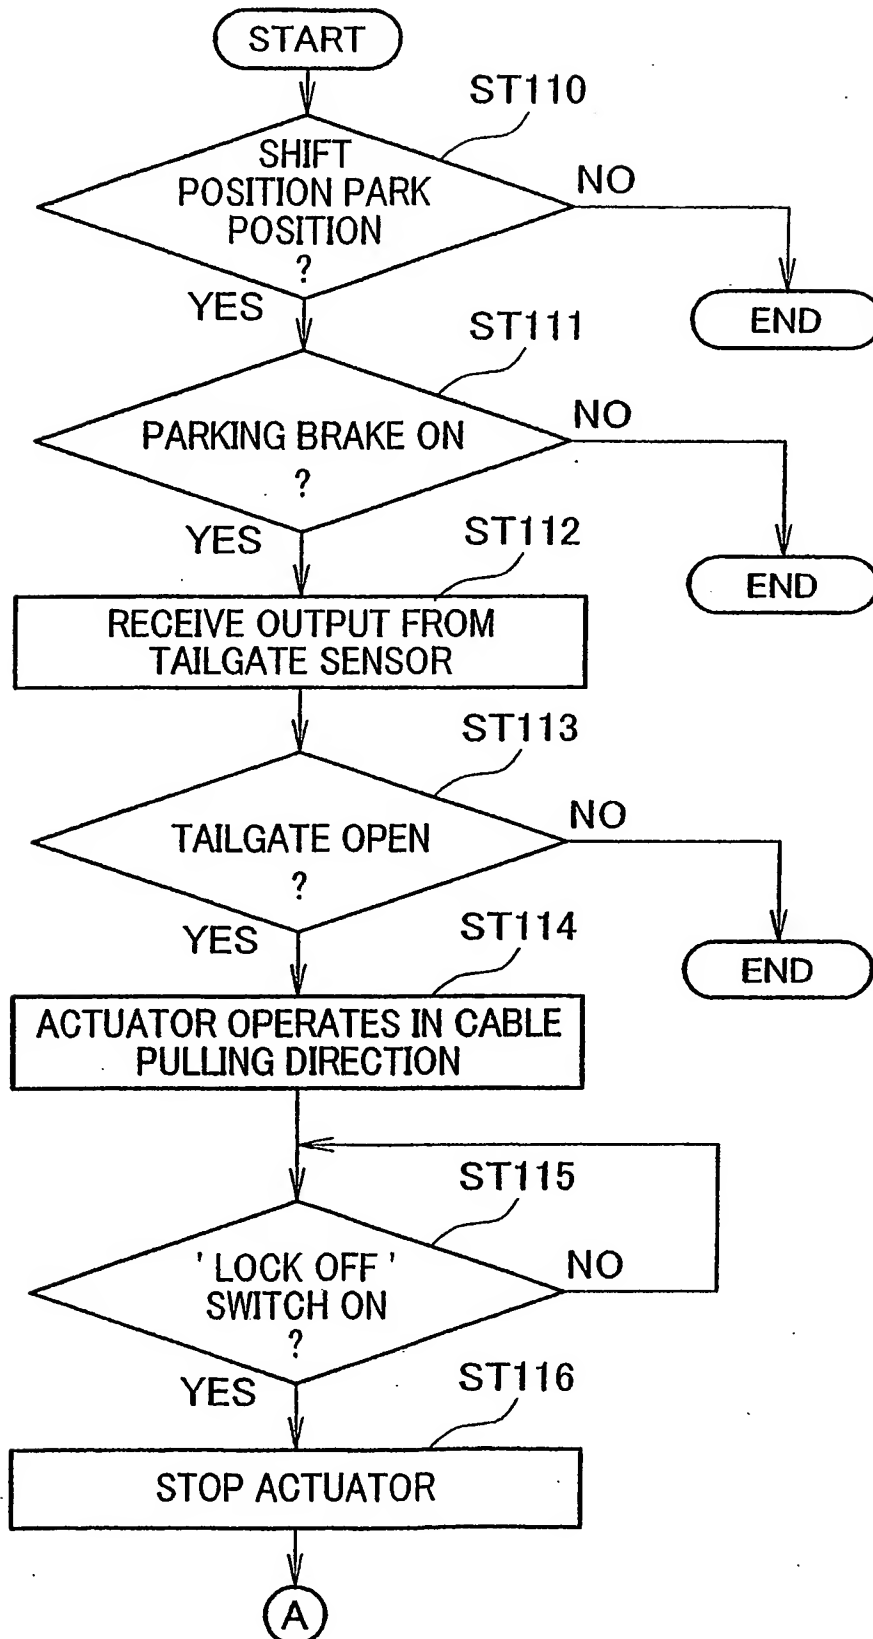 START
ST110
SHIFT
POSITION PARK
POSITION
?
NO
YES
END
ST111
PARKING BRAKE ON
?
NO
YES
END
ST112
RECEIVE OUTPUT FROM
TAILGATE SENSOR
ST113
TAILGATE OPEN
?
NO
YES
END
ST114
ACTUATOR OPERATES IN CABLE
PULLING DIRECTION
ST115
' LOCK OFF '
SWITCH ON
?
NO
YES
ST116
STOP ACTUATOR
A